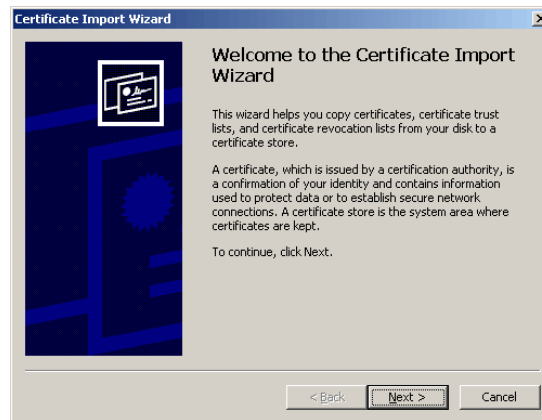 Certificate Import Wizard
Welcome to the Certificate Import
Wizard
This wizard helps you copy certificates, certificate trust
lists, and certificate revocation lists from your disk to a
certificate store.
A certificate, which is issued by a certification authority, is
a confirmation of your identity and contains information
used to protect data or to establish secure network
connections. A certificate store is the system area where
certificates are kept.
To continue, click Next.
< Back
Next >
Cancel